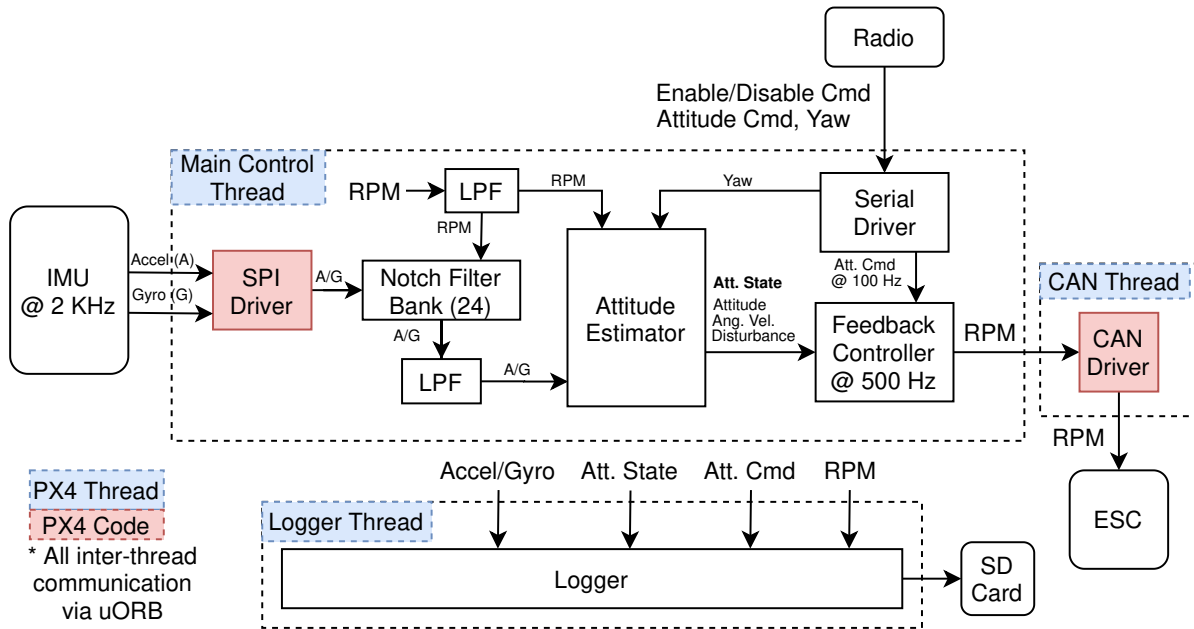 Radio
Enable/Disable Cmd
Attitude Cmd, Yaw
Main Control
Thread
RPM
LPF
RPM
Yaw
Serial
Driver
RPM
IMU
@ 2 KHz
Accel (A)
Gyro (G)
SPI
Driver
A/G
Notch Filter
Bank (24)
A/G
LPF
A/G
Attitude
Estimator
Att. State
Attitude
Ang. Vel.
Disturbance
Att. Cmd
@ 100 Hz
Feedback
Controller
@ 500 Hz
RPM
CAN Thread
CAN
Driver
RPM
ESC
PX4 Thread
PX4 Code
* All inter-thread
communication
via uORB
Accel/Gyro
Att. State
Att. Cmd
RPM
Logger Thread
Logger
SD
Card